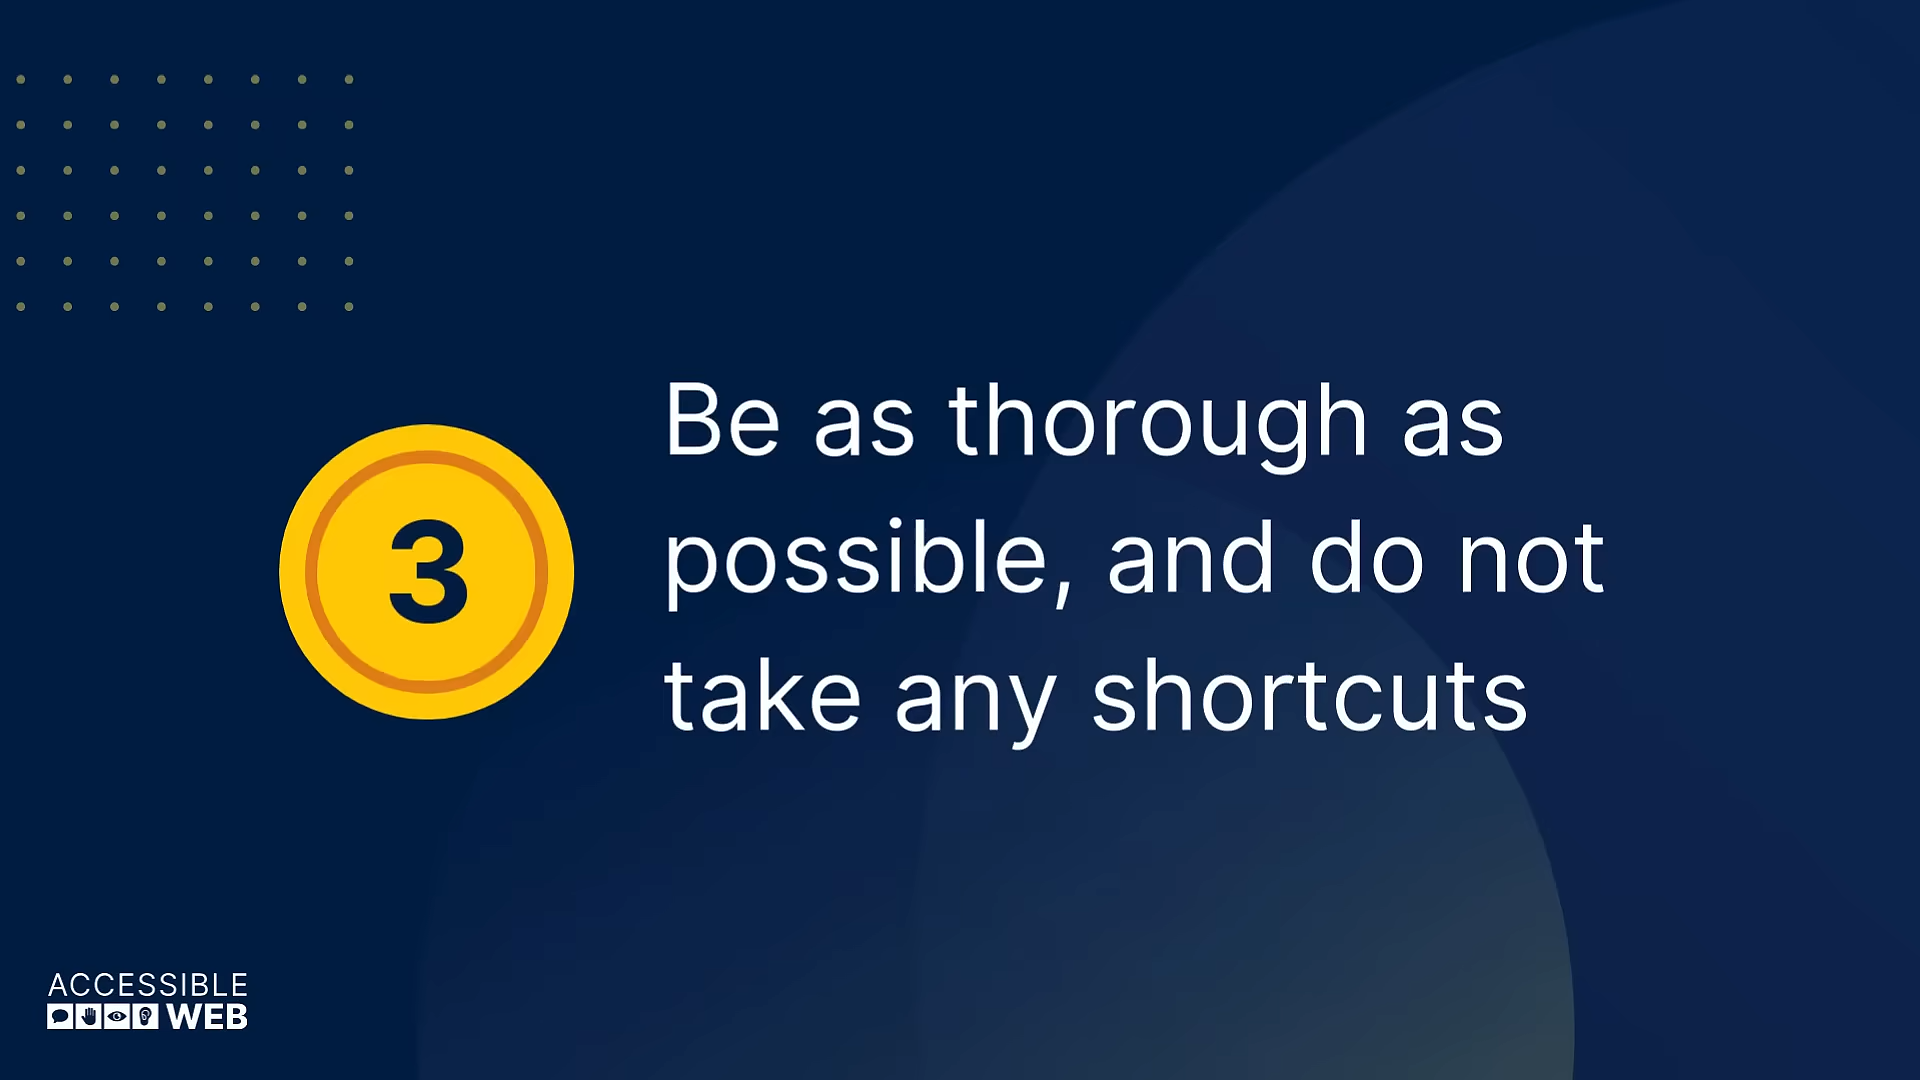 3
Be as thorough as
possible, and do not
take any shortcuts
ACCESSIBLE
WEB